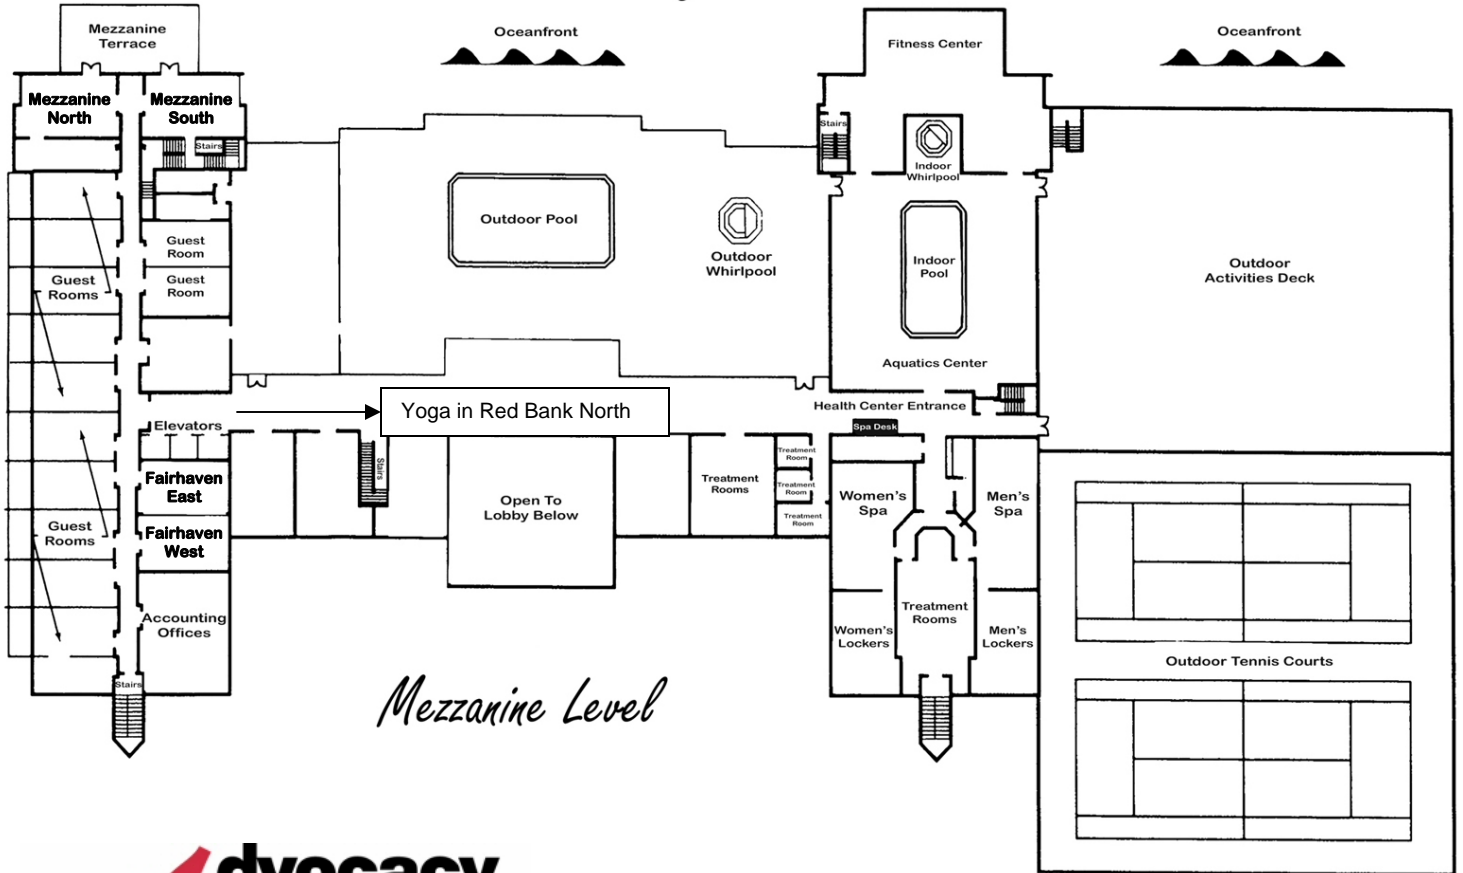 Mezzanine
Terrace
Oceanfront
Fitness Center
Oceanfront
Mezzanine
North
Mezzanine
South
Stairs
Stairs
Indoor
Whirlpool
Guest
Room
Guest
Room
Guest
Rooms
Outdoor Pool
Outdoor
Whirlpool
Indoor
Pool
Outdoor
Activities Deck
Aquatics Center
Elevators
Yoga in Red Bank North
Health Center Entrance
Spa Desk
Fairhaven
East
Fairhaven
West
Guest
Rooms
Stairs
Open To
Lobby Below
Treatment
Rooms
Treatment
Room
Treatment
Room
Treatment
Room
Women's
Spa
Men's
Spa
Accounting
Offices
Women's
Lockers
Treatment
Rooms
Men's
Lockers
Outdoor Tennis Courts
Stairs
Mezzanine Level